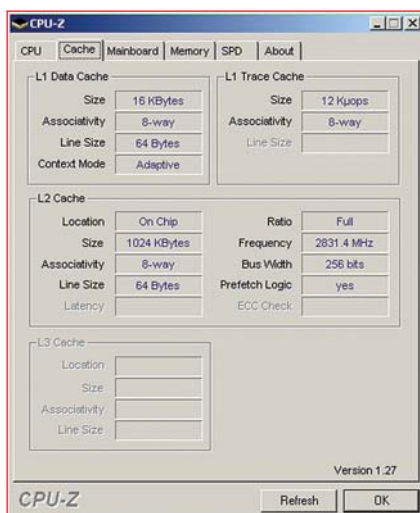 CPU-Z
CPU Cache Mainboard Memory SPD About
L1 Data Cache
Size 16 KBytes
Associativity 8-way
Line Size 64 Bytes
Context Mode Adaptive
L1 Trace Cache
Size 12 Kµops
Associativity 8-way
Line Size
L2 Cache
Location On Chip
Size 1024 KBytes
Associativity 8-way
Line Size 64 Bytes
Latency
Ratio Full
Frequency 2831.4 MHz
Bus Width 256 bits
Prefetch Logic yes
ECC Check
L3 Cache
Location
Size
Associativity
Line Size
Version 1.27
CPU-Z Refresh OK